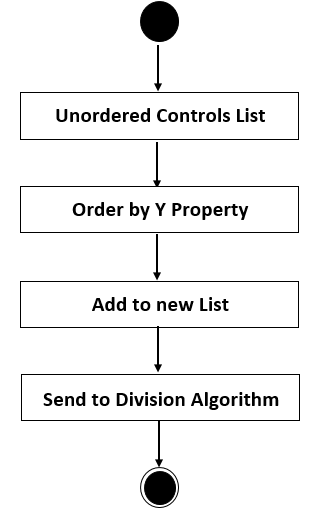 Unordered Controls List
Order by Y Property
Add to new List
Send to Division Algorithm